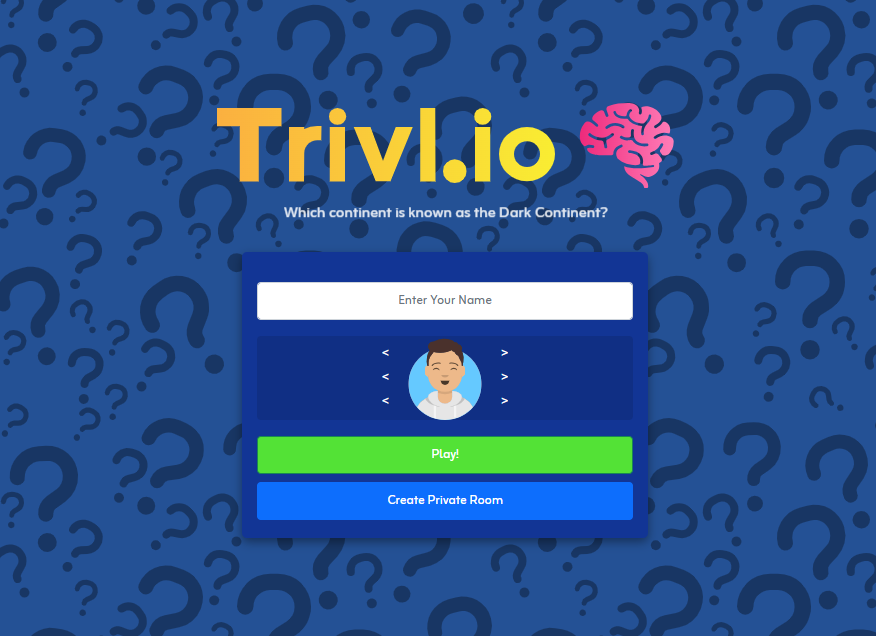 Trivl.io
Which continent is known as the Dark Continent?
Enter Your Name
< >
< >
< >
Play!
Create Private Room